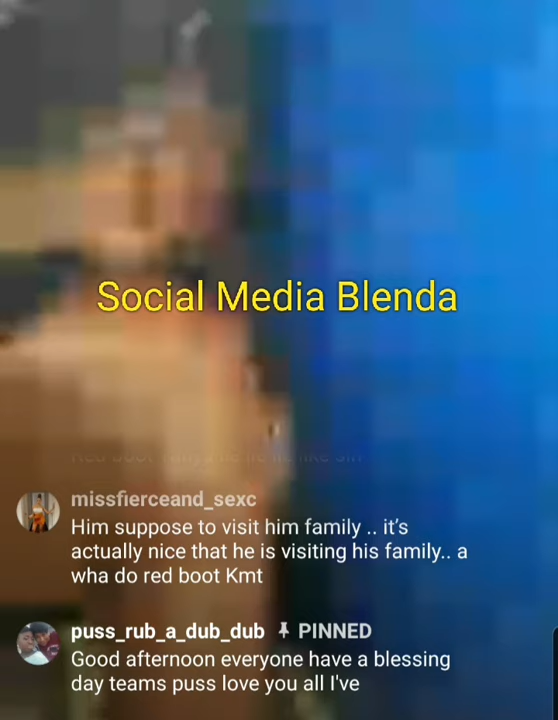 Social Media Blenda
missfierceand_sexc
Him suppose to visit him family .. it's
actually nice that he is visiting his family.. a
wha do red boot Kmt
puss_rub_a_dub_dub PINNED
Good afternoon everyone have a blessing
day teams puss love you all I've